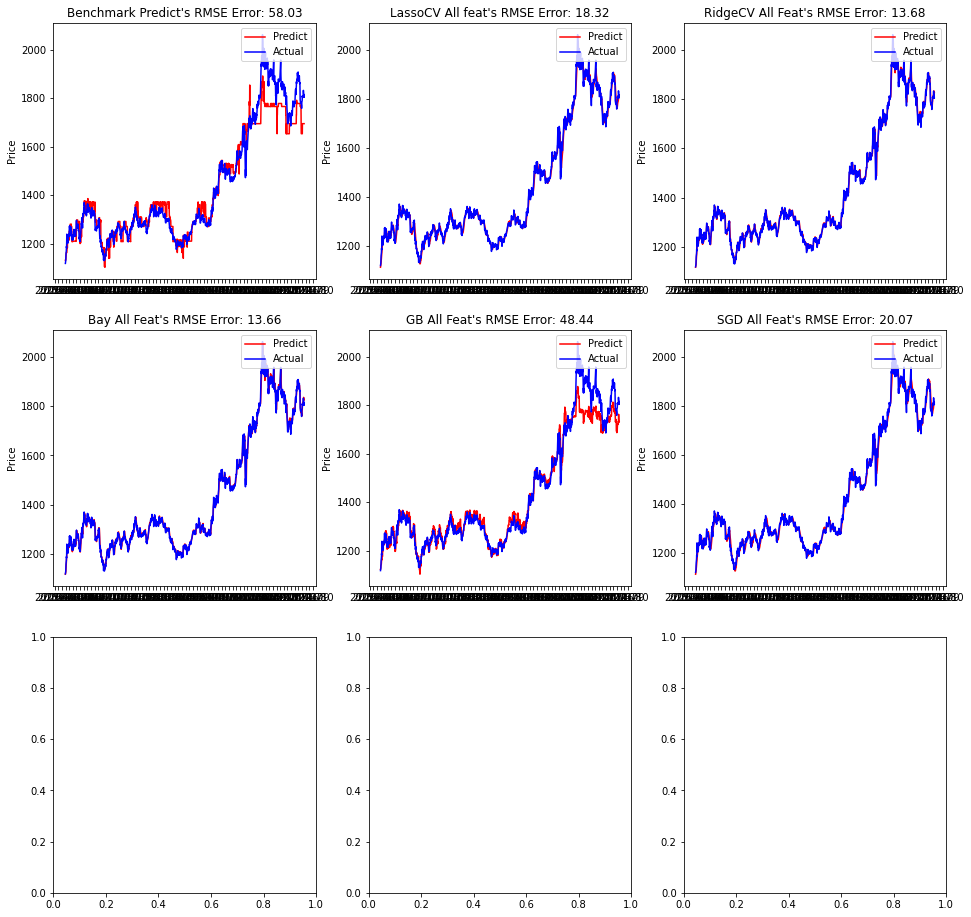 Benchmark Predict's RMSE Error: 58.03
Predict
Actual
Price
2000
1800
1600
1400
1200
LassoCV All feat's RMSE Error: 18.32
Predict
Actual
2000
1800
1600
1400
1200
RidgeCV All Feat's RMSE Error: 13.68
Predict
Actual
Price
2000
1800
1600
1400
1200
Bay All Feat's RMSE Error: 13.66
Predict
Actual
Price
2000
1800
1600
1400
1200
GB All Feat's RMSE Error: 48.44
Predict
Actual
Price
2000
1800
1600
1400
1200
SGD All Feat's RMSE Error: 20.07
Predict
Actual
Price
2000
1800
1600
1400
1200
1.0
0.8
0.6
0.4
0.2
0.0
0.0 0.2 0.4 0.6 0.8 1.0
1.0
0.8
0.6
0.4
0.2
0.0
0.0 0.2 0.4 0.6 0.8 1.0
1.0
0.8
0.6
0.4
0.2
0.0
0.0 0.2 0.4 0.6 0.8 1.0